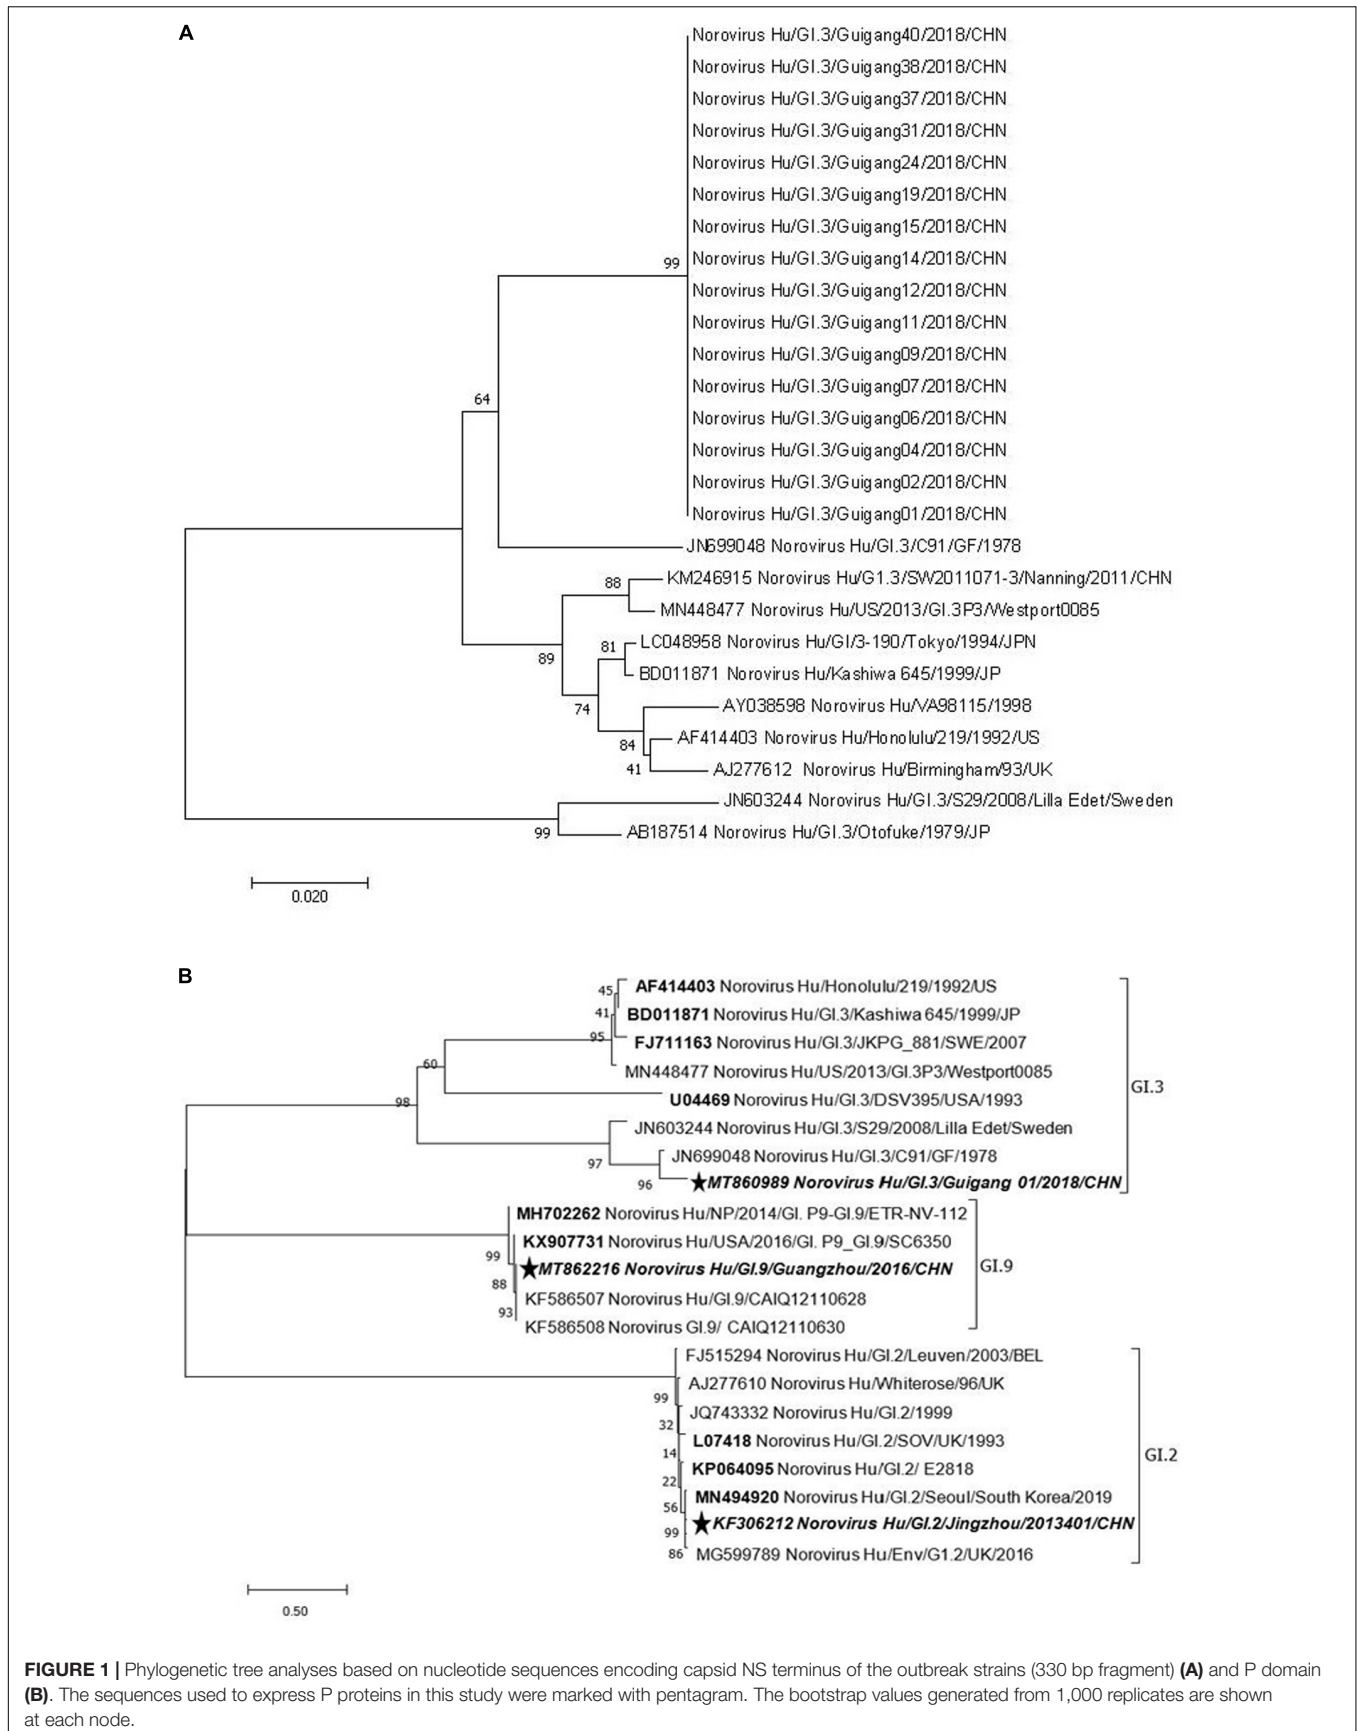 A
Norovirus Hu/GI.3/Guigang40/2018/CHN
Norovirus Hu/GI.3/Guigang38/2018/CHN
Norovirus Hu/GI.3/Guigang37/2018/CHN
Norovirus Hu/GI.3/Guigang31/2018/CHN
Norovirus Hu/GI.3/Guigang24/2018/CHN
Norovirus Hu/GI.3/Guigang19/2018/CHN
Norovirus Hu/GI.3/Guigang15/2018/CHN
Norovirus Hu/GI.3/Guigang14/2018/CHN
99
Norovirus Hu/GI.3/Guigang12/2018/CHN
Norovirus Hu/GI.3/Guigang11/2018/CHN
Norovirus Hu/GI.3/Guigang09/2018/CHN
Norovirus Hu/GI.3/Guigang07/2018/CHN
64
Norovirus Hu/GI.3/Guigang06/2018/CHN
Norovirus Hu/GI.3/Guigang04/2018/CHN
Norovirus Hu/GI.3/Guigang02/2018/CHN
Norovirus Hu/GI.3/Guigang01/2018/CHN
JN699048 Norovirus Hu/GI.3/C91/GF/1978
88
KM246915 Norovirus Hu/G1.3/SW2011071-3/Nanning/2011/CHN
MN448477 Norovirus Hu/US/2013/GI.3P3/Westport0085
81
LC048958 Norovirus Hu/GI/3-190/Tokyo/1994/JPN
89
BD011871 Norovirus Hu/Kashiwa 645/1999/JP
74
AY038598 Norovirus Hu/VA98115/1998
84
AF414403 Norovirus Hu/Honolulu/219/1992/US
41
AJ277612 Norovirus Hu/Birmingham/93/UK
JN603244 Norovirus Hu/GI.3/S29/2008/Lilla Edet/Sweden
99
AB187514 Norovirus Hu/GI.3/Otofuke/1979/JP
0.020
B
45
AF414403 Norovirus Hu/Honolulu/219/1992/US
41
BD011871 Norovirus Hu/GI.3/Kashiwa 645/1999/JP
95
FJ711163 Norovirus Hu/GI.3/JKPG_881/SWE/2007
60
MN448477 Norovirus Hu/US/2013/GI.3P3/Westport0085
GI.3
98
U04469 Norovirus Hu/GI.3/DSV395/USA/1993
JN603244 Norovirus Hu/GI.3/S29/2008/Lilla Edet/Sweden
97
JN699048 Norovirus Hu/GI.3/C91/GF/1978
96
★MT860989 Norovirus Hu/GI.3/Guigang 01/2018/CHN
MH702262 Norovirus Hu/NP/2014/GI. P9-GI.9/ETR-NV-112
99
KX907731 Norovirus Hu/USA/2016/GI. P9_GI.9/SC6350
★MT862216 Norovirus Hu/GI.9/Guangzhou/2016/CHN
GI.9
88
KF586507 Norovirus Hu/GI.9/CAIQ12110628
93
KF586508 Norovirus GI.9/ CAIQ12110630
FJ515294 Norovirus Hu/GI.2/Leuven/2003/BEL
99
AJ277610 Norovirus Hu/Whiterose/96/UK
32
JQ743332 Norovirus Hu/GI.2/1999
14
L07418 Norovirus Hu/GI.2/SOV/UK/1993
GI.2
22
KP064095 Norovirus Hu/GI.2/ E2818
56
MN494920 Norovirus Hu/GI.2/Seoul/South Korea/2019
99
★KF306212 Norovirus Hu/GI.2/Jingzhou/2013401/CHN
86
MG599789 Norovirus Hu/Env/G1.2/UK/2016
0.50
FIGURE 1 | Phylogenetic tree analyses based on nucleotide sequences encoding capsid NS terminus of the outbreak strains (330 bp fragment) (A) and P domain
(B). The sequences used to express P proteins in this study were marked with pentagram. The bootstrap values generated from 1,000 replicates are shown
at each node.